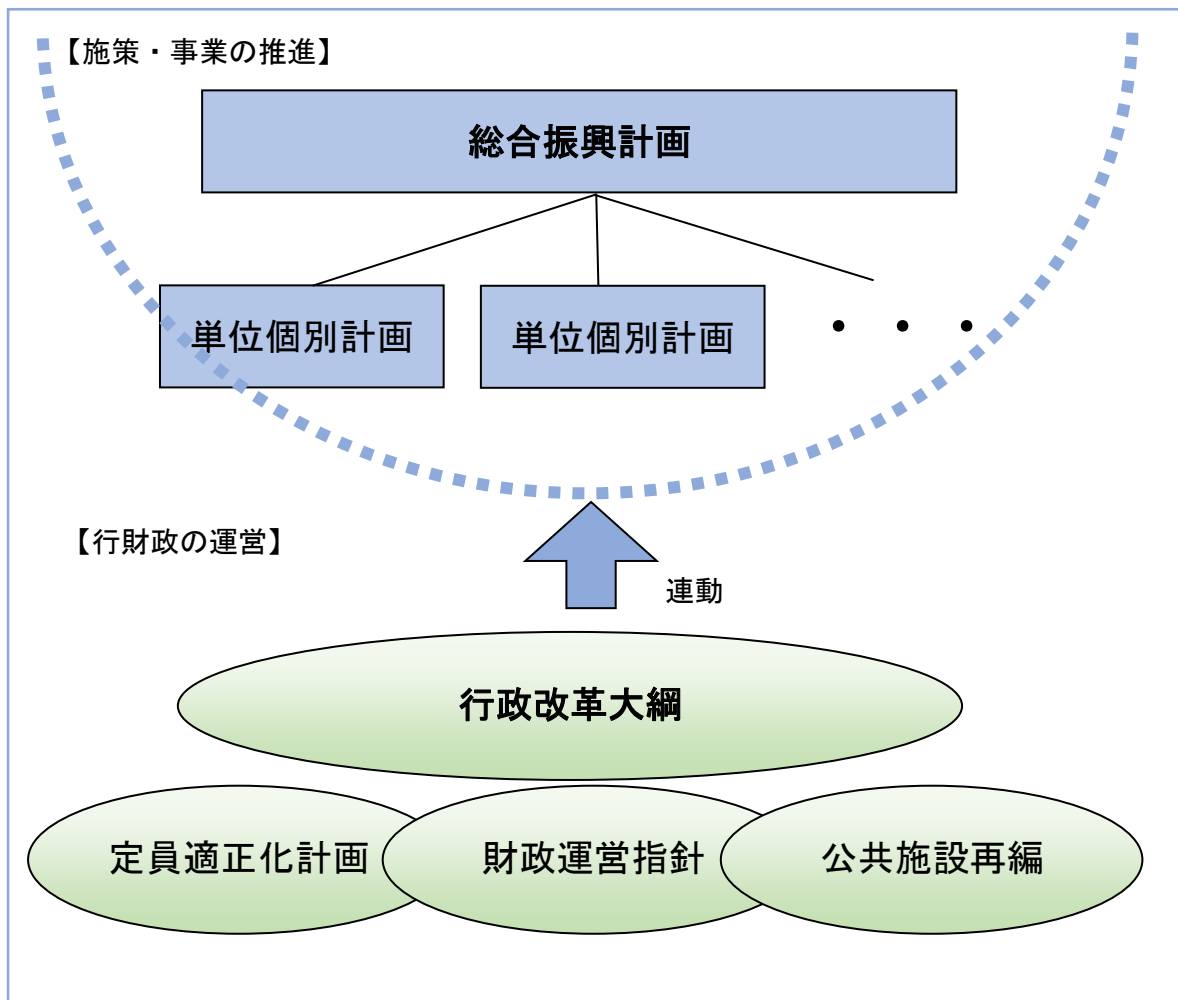 【施策・事業の推進】
総合振興計画
単位個別計画
単位個別計画
・・・
【行財政の運営】
連動
行政改革大綱
定員適正化計画
財政運営指針
公共施設再編